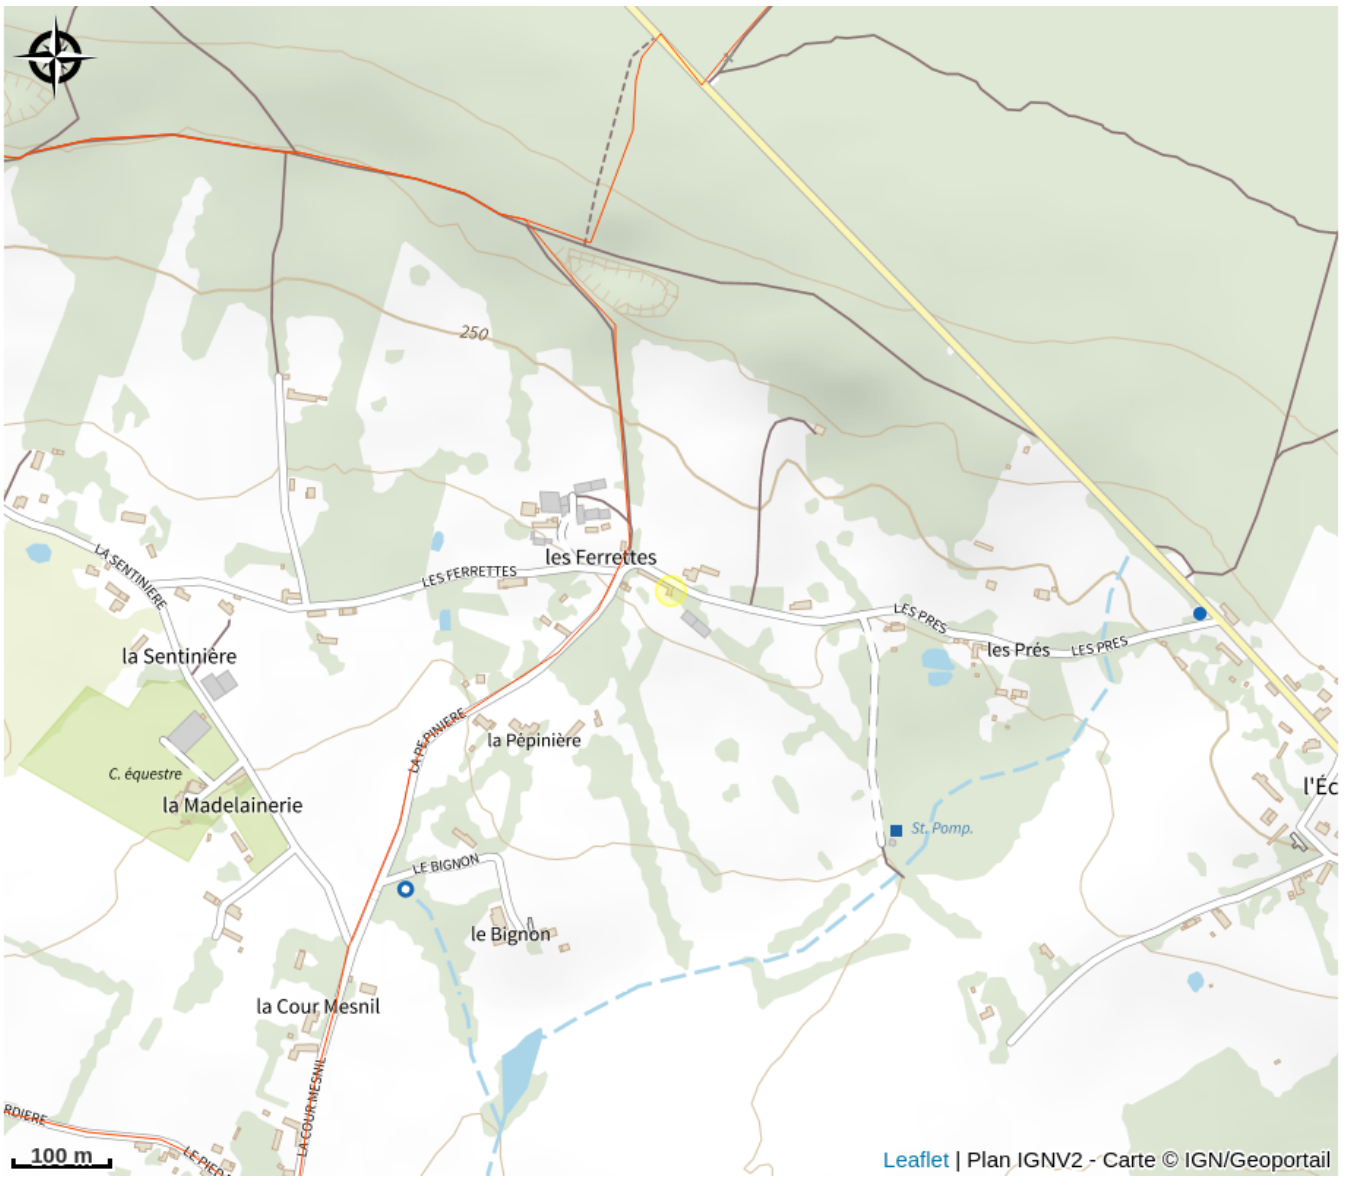 250
les Ferrettes
LES FERRETTES
LA SENTINIERE
LES PRES
les Prés
LES PRES
la Sentinière
LA PEPINIERE
la Pépinière
C. équestre
la Madelainerie
l'Éc
St. Pomp.
LE BIGNON
le Bignon
la Cour Mesnil
LA COUR MESNIL
RDIERE
LE PIED
100 m
Leaflet | Plan IGNV2 - Carte © IGN/Geoportail